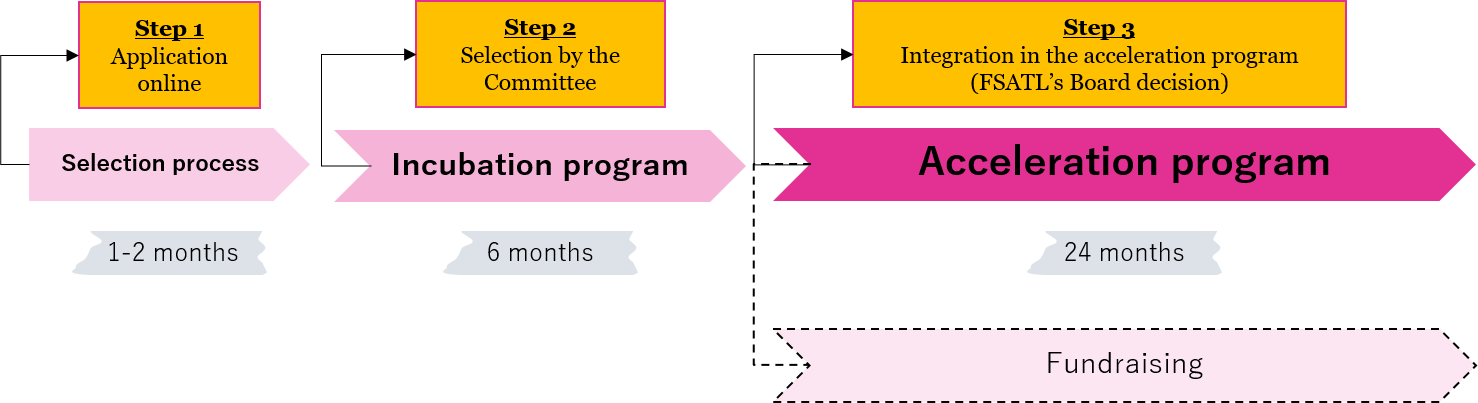 Step 1
Application
online
Step 2
Selection by the
Committee
Step 3
Integration in the acceleration program
(FSATL’s Board decision)
Selection process
Incubation program
Acceleration program
1-2 months
6 months
24 months
Fundraising